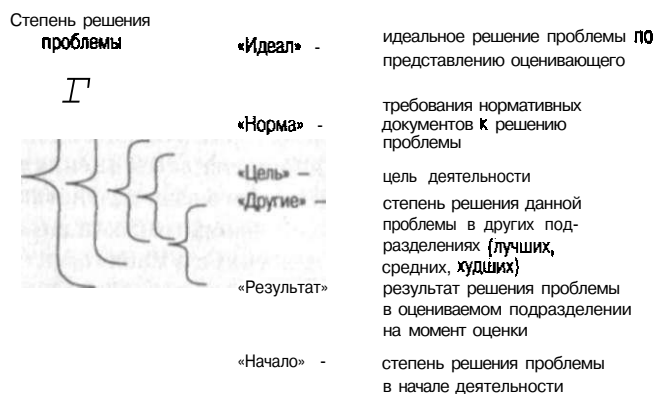 Степень решения
проблемы
Г
«Идеал» -
идеальное решение проблемы по
представлению оценивающего
«Норма» -
требования нормативных
документов к решению
проблемы
«Цель» –
цель деятельности
«Другие» –
степень решения данной
проблемы в других под-
разделениях (лучших,
средних, худших)
«Результат»
результат решения проблемы
в оцениваемом подразделении
на момент оценки
«Начало» -
степень решения проблемы
в начале деятельности